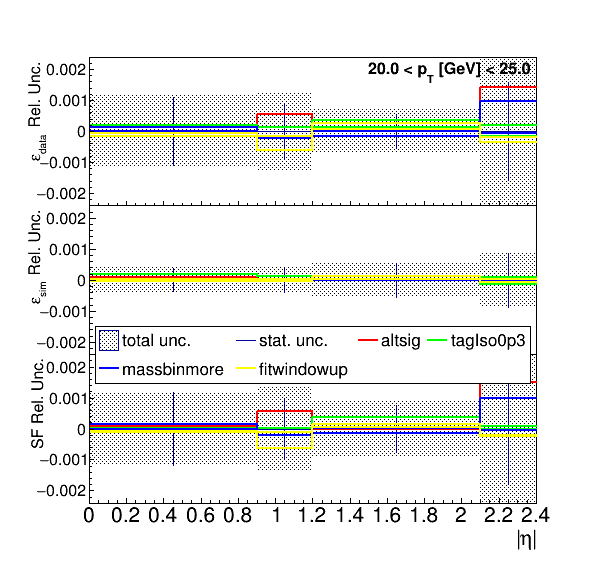 20.0 < p_T [GeV] < 25.0
ε_data Rel. Unc.
0.002
0.001
0
−0.001
−0.002
ε_sim Rel. Unc.
0.002
0.001
0
−0.001
−0.002
total unc. stat. unc. altsig tagIso0p3
massbinmore fitwindowup
SF Rel. Unc.
0.002
0.001
0
−0.001
−0.002
0 0.2 0.4 0.6 0.8 1 1.2 1.4 1.6 1.8 2 2.2 2.4
|η|